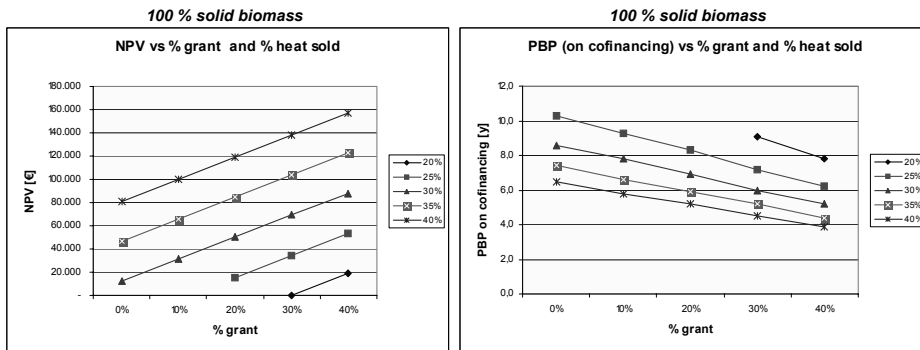 100 % solid biomass
NPV vs % grant and % heat sold
180.000
160.000
140.000
120.000
100.000
80.000
60.000
40.000
20.000
-
NPV [€]
0% 10% 20% 30% 40%
% grant
20%
25%
30%
35%
40%
100 % solid biomass
PBP (on cofinancing) vs % grant and % heat sold
12,0
10,0
8,0
6,0
4,0
2,0
0,0
PBP on cofinancing [y]
0% 10% 20% 30% 40%
% grant
20%
25%
30%
35%
40%